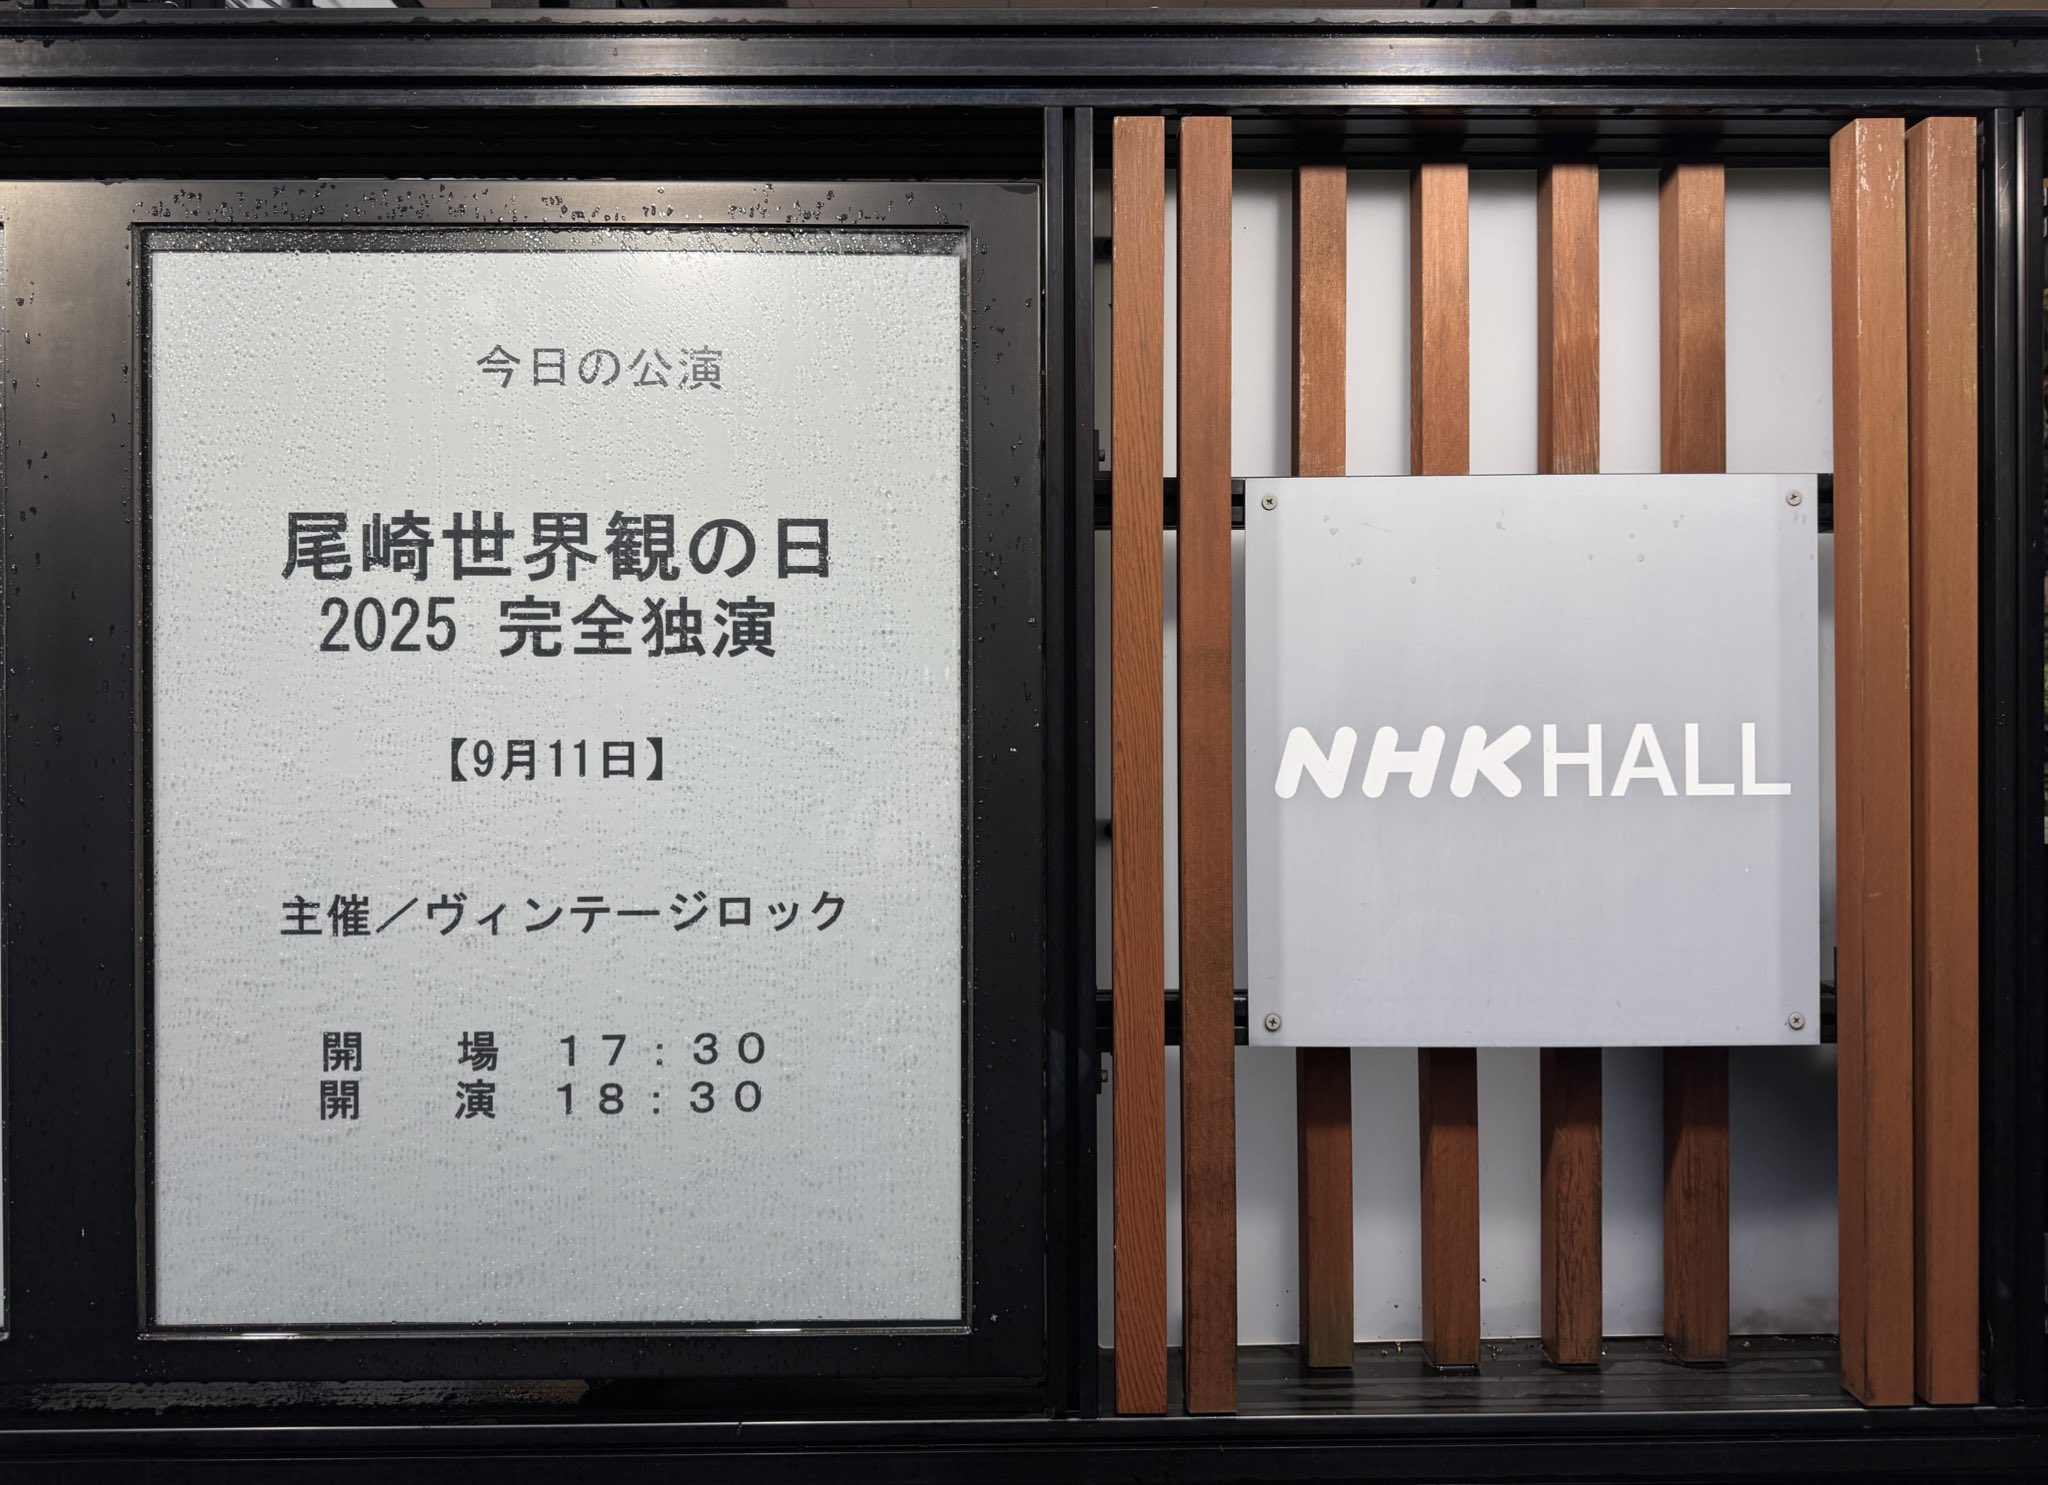 今日の公演
尾崎世界観の日
2025 完全独演
【9月11日】
主催／ヴィンテージロック
開　　場　１７：３０
開　　演　１８：３０
NHKHALL